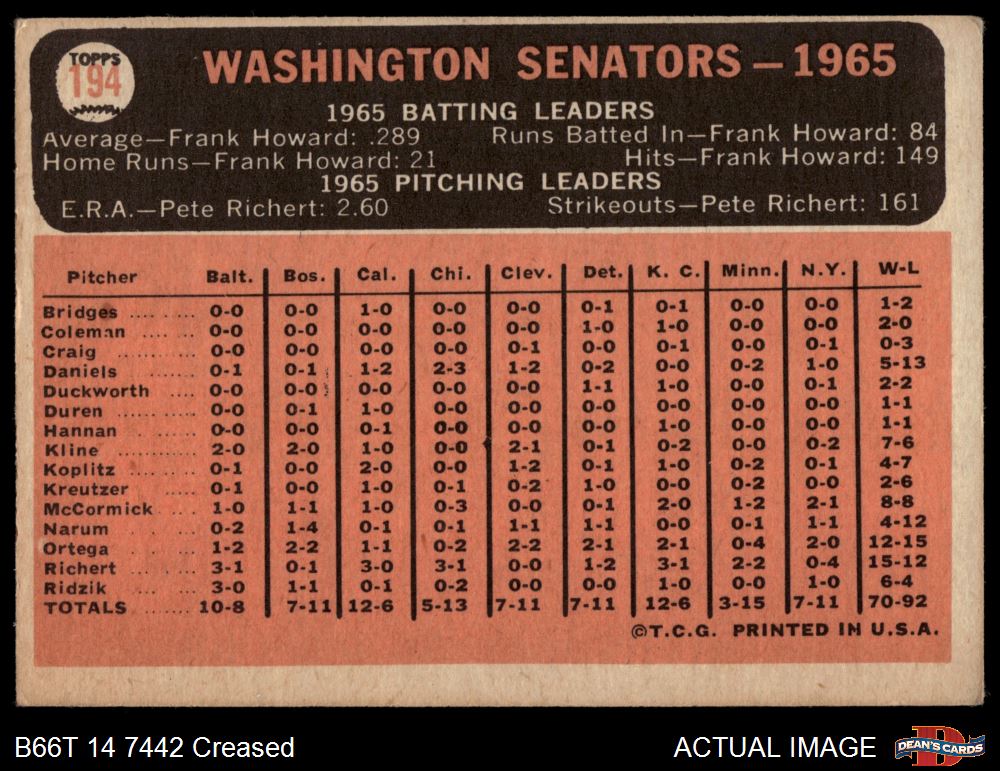 TOPPS
194
WASHINGTON SENATORS – 1965
1965 BATTING LEADERS
Average—Frank Howard: .289 Runs Batted In—Frank Howard: 84
Home Runs—Frank Howard: 21 Hits—Frank Howard: 149
1965 PITCHING LEADERS
E.R.A.—Pete Richert: 2.60 Strikeouts—Pete Richert: 161
Pitcher Balt. Bos. Cal. Chi. Clev. Det. K. C. Minn. N.Y. W-L
Bridges 0-0 0-0 1-0 0-0 0-0 0-1 0-1 0-0 0-0 1-2
Coleman 0-0 0-0 0-0 0-0 0-0 1-0 1-0 0-0 0-0 2-0
Craig 0-0 0-0 0-0 0-0 0-1 0-0 0-1 0-0 0-1 0-3
Daniels 0-1 0-1 1-2 2-3 1-2 0-2 0-0 0-2 1-0 5-13
Duckworth 0-0 0-0 0-0 0-0 0-0 1-1 1-0 0-0 0-1 2-2
Duren 0-0 0-1 1-0 0-0 0-0 0-0 0-0 0-0 0-0 1-1
Hannan 0-0 0-0 0-1 0-0 0-0 0-0 1-0 0-0 0-0 1-1
Kline 2-0 2-0 1-0 0-0 2-1 0-1 0-2 0-0 0-2 7-6
Koplitz 0-1 0-0 2-0 0-0 1-2 0-1 1-0 0-2 0-1 4-7
Kreutzer 0-1 0-0 1-0 0-1 0-2 1-0 0-0 0-2 0-0 2-6
McCormick 1-0 1-1 1-0 0-3 0-0 0-1 2-0 1-2 2-1 8-8
Narum 0-2 1-4 0-1 0-1 1-1 1-1 0-0 0-1 1-1 4-12
Ortega 1-2 2-2 1-1 0-2 2-2 2-1 2-1 0-4 2-0 12-15
Richert 3-1 0-1 3-0 3-1 0-0 1-2 3-1 2-2 0-4 15-12
Ridzik 3-0 1-1 0-1 0-2 0-0 0-0 1-0 0-0 1-0 6-4
TOTALS 10-8 7-11 12-6 5-13 7-11 7-11 12-6 3-15 7-11 70-92
©T.C.G. PRINTED IN U.S.A.
B66T 14 7442 Creased ACTUAL IMAGE D DEAN'S CARDS